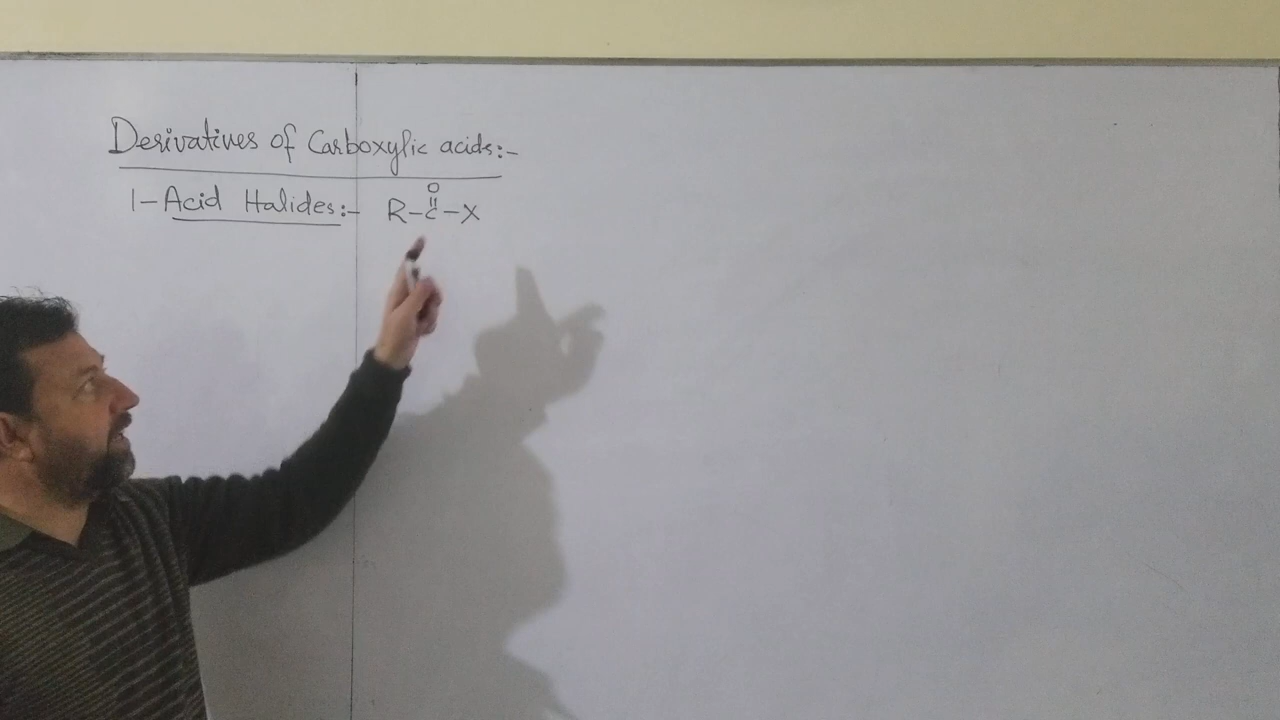 Derivatives of Carboxylic acids:-
1-Acid Halides:- R-C(=O)-X